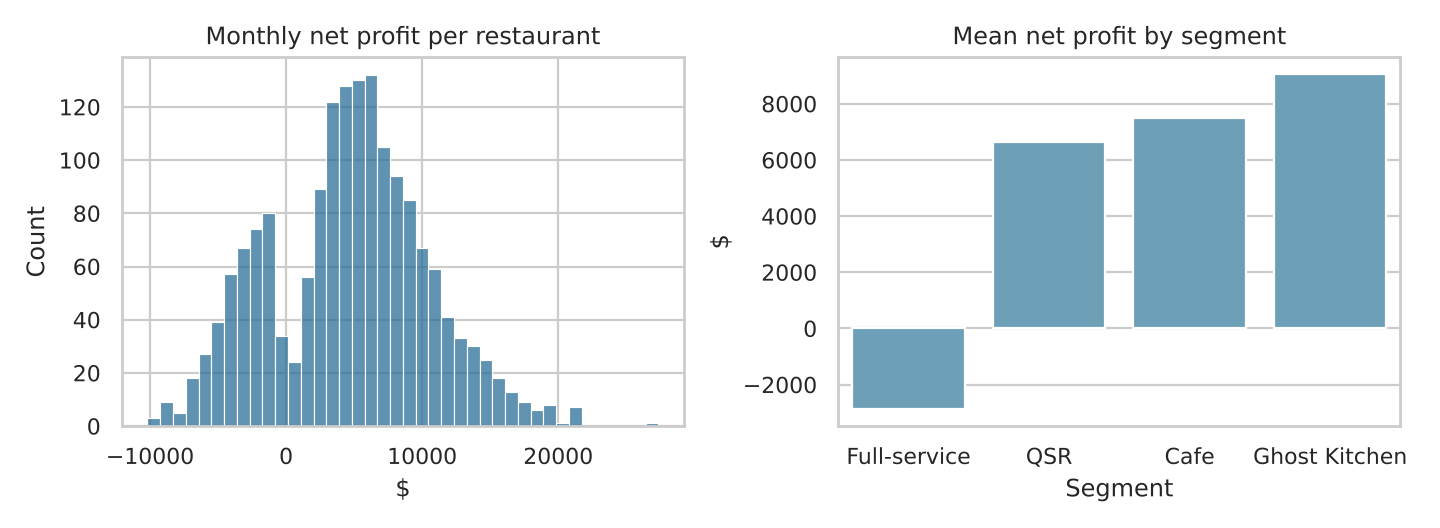 Monthly net profit per restaurant
Count
120
100
80
60
40
20
0
−10000 0 10000 20000
$
Mean net profit by segment
$
8000
6000
4000
2000
0
−2000
Full-service QSR Cafe Ghost Kitchen
Segment